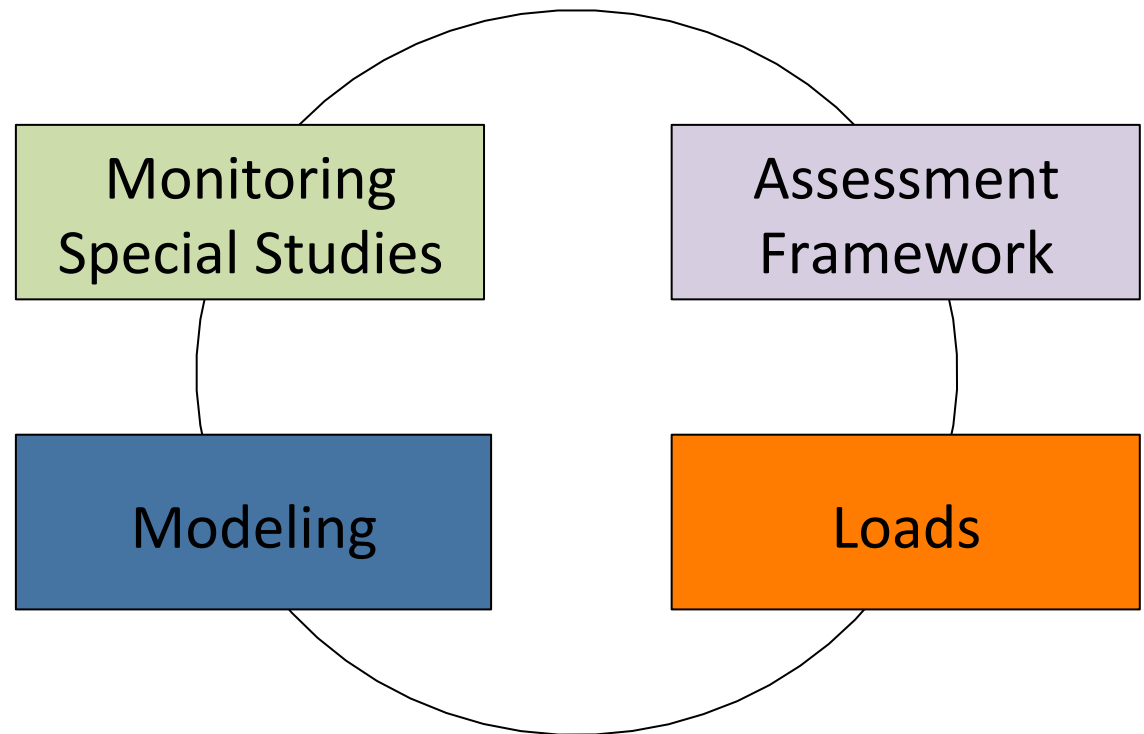 Monitoring
Special Studies
Assessment
Framework
Modeling
Loads